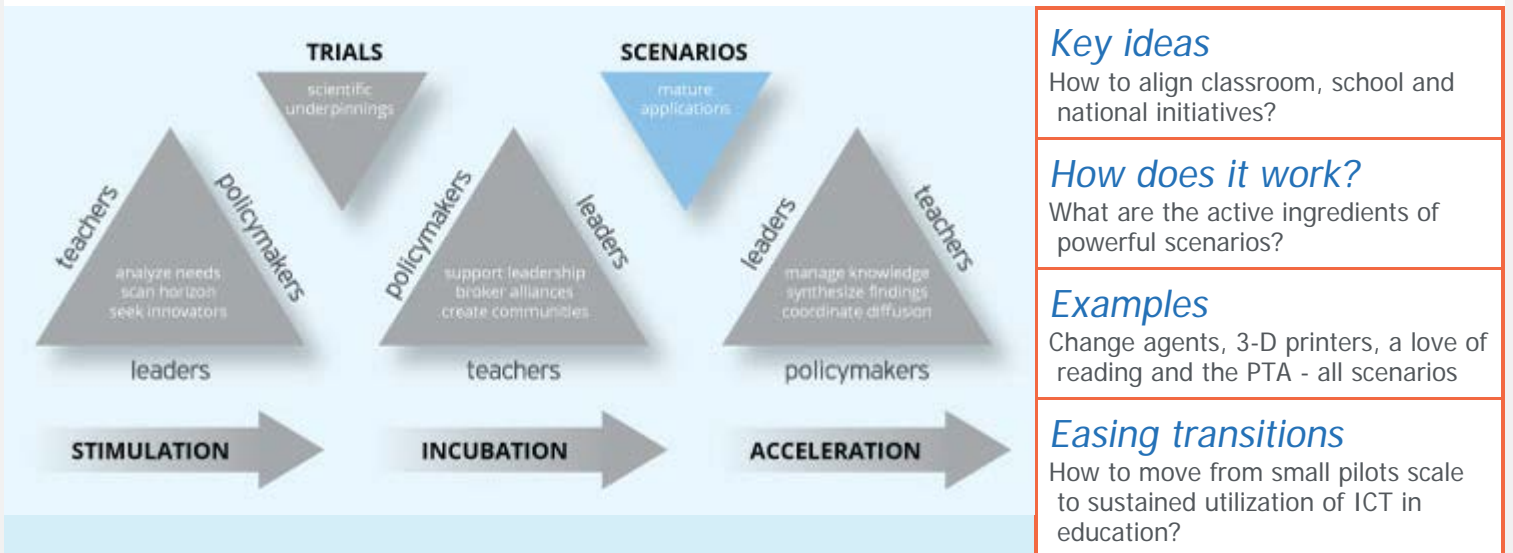 TRIALS
scientific
underpinnings
SCENARIOS
mature
applications
teachers
policymakers
analyze needs
scan horizon
seek innovators
leaders
policymakers
leaders
support leadership
broker alliances
create communities
teachers
leaders
teachers
manage knowledge
synthesize findings
coordinate diffusion
policymakers
STIMULATION
INCUBATION
ACCELERATION
Key ideas
How to align classroom, school and
national initiatives?
How does it work?
What are the active ingredients of
powerful scenarios?
Examples
Change agents, 3-D printers, a love of
reading and the PTA - all scenarios
Easing transitions
How to move from small pilots scale
to sustained utilization of ICT in
education?